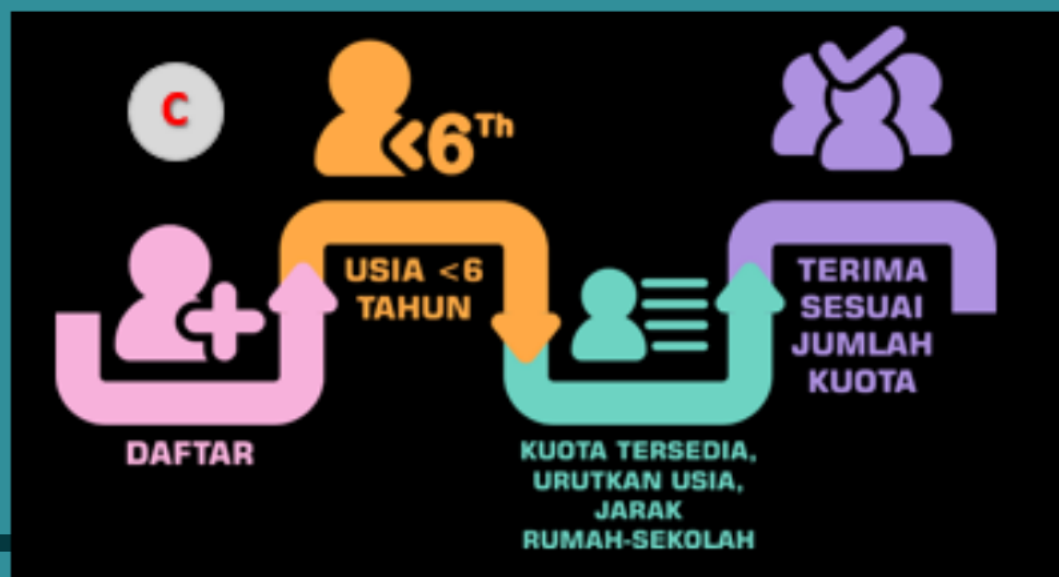 C
<6Th
USIA <6
TAHUN
DAFTAR
KUOTA TERSEDIA,
URUTKAN USIA,
JARAK
RUMAH-SEKOLAH
TERIMA
SESUAI
JUMLAH
KUOTA